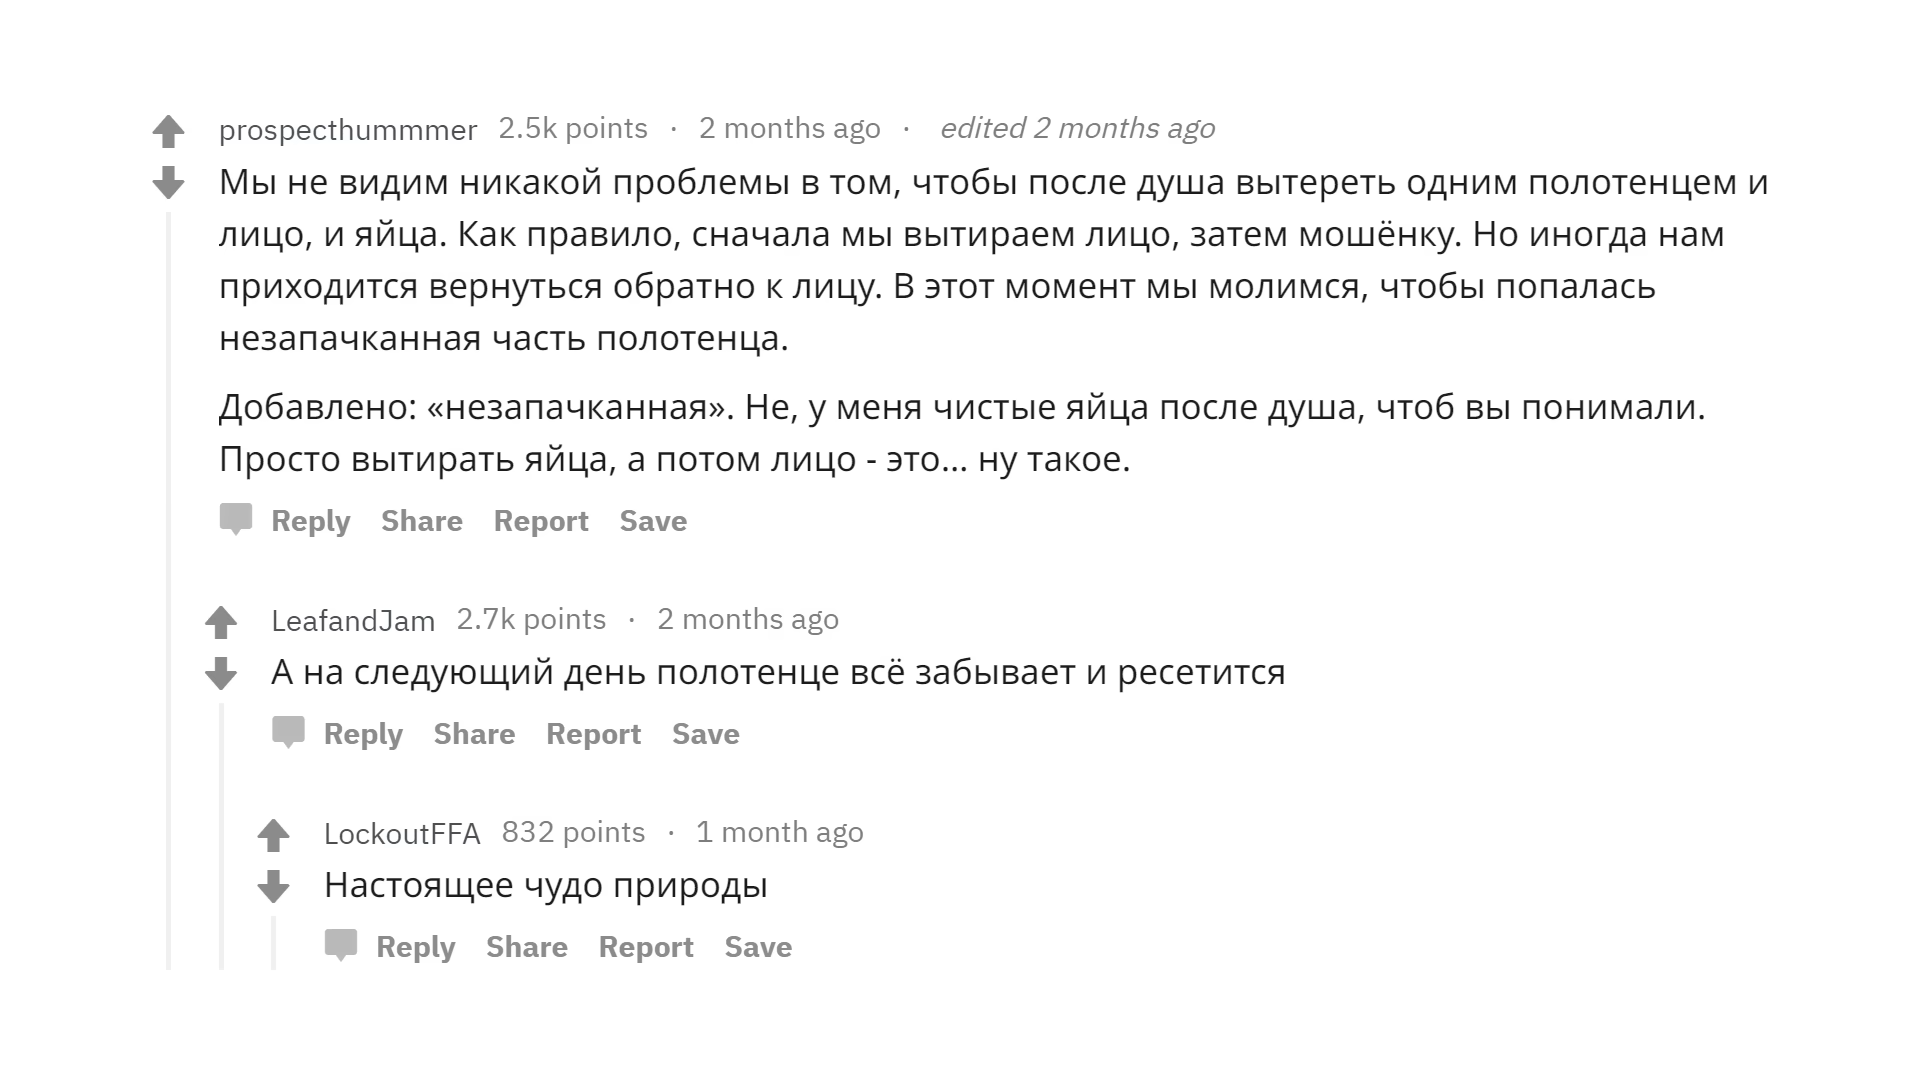 prospecthummmer 2.5k points · 2 months ago · edited 2 months ago
Мы не видим никакой проблемы в том, чтобы после душа вытереть одним полотенцем и
лицо, и яйца. Как правило, сначала мы вытираем лицо, затем мошёнку. Но иногда нам
приходится вернуться обратно к лицу. В этот момент мы молимся, чтобы попалась
незапачканная часть полотенца.
Добавлено: «незапачканная». Не, у меня чистые яйца после душа, чтоб вы понимали.
Просто вытирать яйца, а потом лицо - это... ну такое.
Reply Share Report Save
LeafandJam 2.7k points · 2 months ago
А на следующий день полотенце всё забывает и ресетится
Reply Share Report Save
LockoutFFA 832 points · 1 month ago
Настоящее чудо природы
Reply Share Report Save